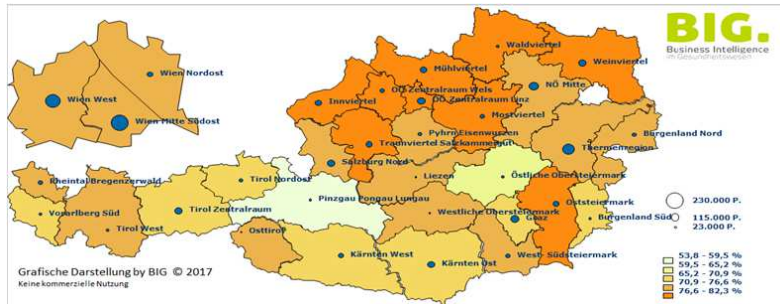 BIG.
Business Intelligence
im Gesundheitswesen
Waldviertel
Weinviertel
Mühlviertel
Wien Nordost
OÖ Zentralraum Wels
NÖ Mitte
Innviertel
OÖ Zentralraum Linz
Wien West
Mostviertel
Wien Mitte Südost
Pyhrn Eisenwurzen
Burgenland Nord
Traunviertel Salzkammergut
Thermenregion
Salzburg Nord
Rheintal Bregenzerwald
Tirol Nordost
Liezen
Östliche Obersteiermark
Pinzgau Pongau Lungau
230.000 P.
Vorarlberg Süd
Tirol Zentralraum
Westliche Obersteiermark
Oststeiermark
115.000 P.
Graz
Burgenland Süd
23.000 P.
Tirol West
Osttirol
Kärnten West
West- Südsteiermark
Kärnten Ost
53,8 - 59,5 %
59,5 - 65,2 %
65,2 - 70,9 %
70,9 - 76,6 %
76,6 - 82,3 %
Grafische Darstellung by BIG © 2017
Keine kommerzielle Nutzung